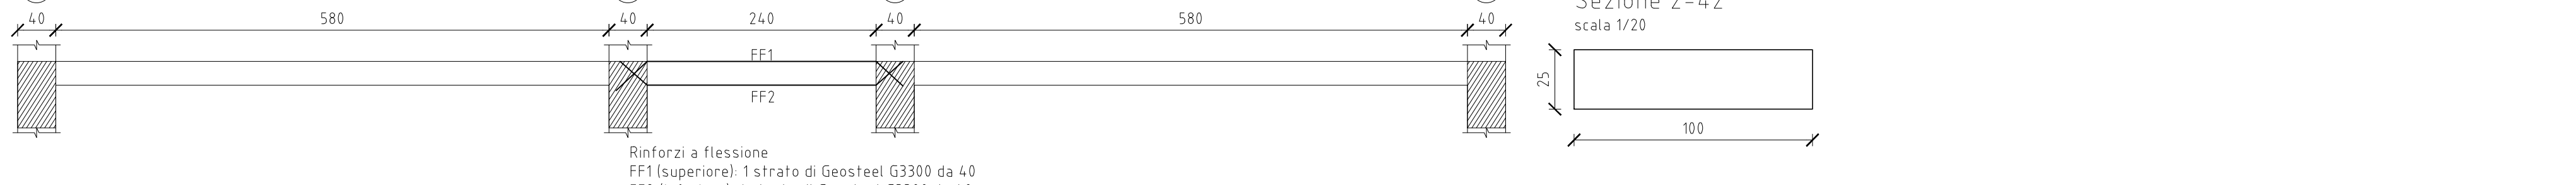 40 580 40 240 40 580 40
FF1
FF2
Rinforzi a flessione
FF1 (superiore): 1 strato di Geosteel G3300 da 40
Sezione 2-42
scala 1/20
25
100